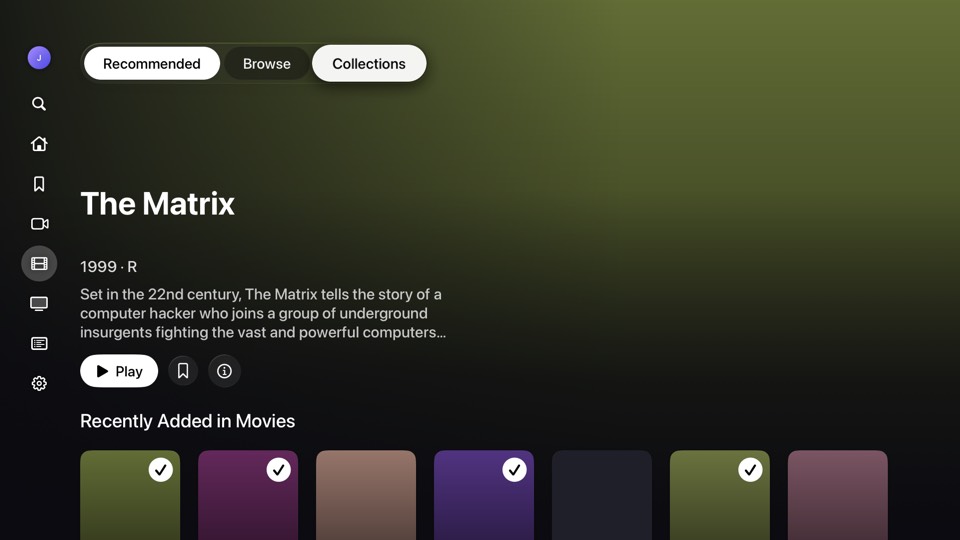 J
Recommended
Browse
Collections
The Matrix
1999 · R
Set in the 22nd century, The Matrix tells the story of a
computer hacker who joins a group of underground
insurgents fighting the vast and powerful computers...
Play
Recently Added in Movies